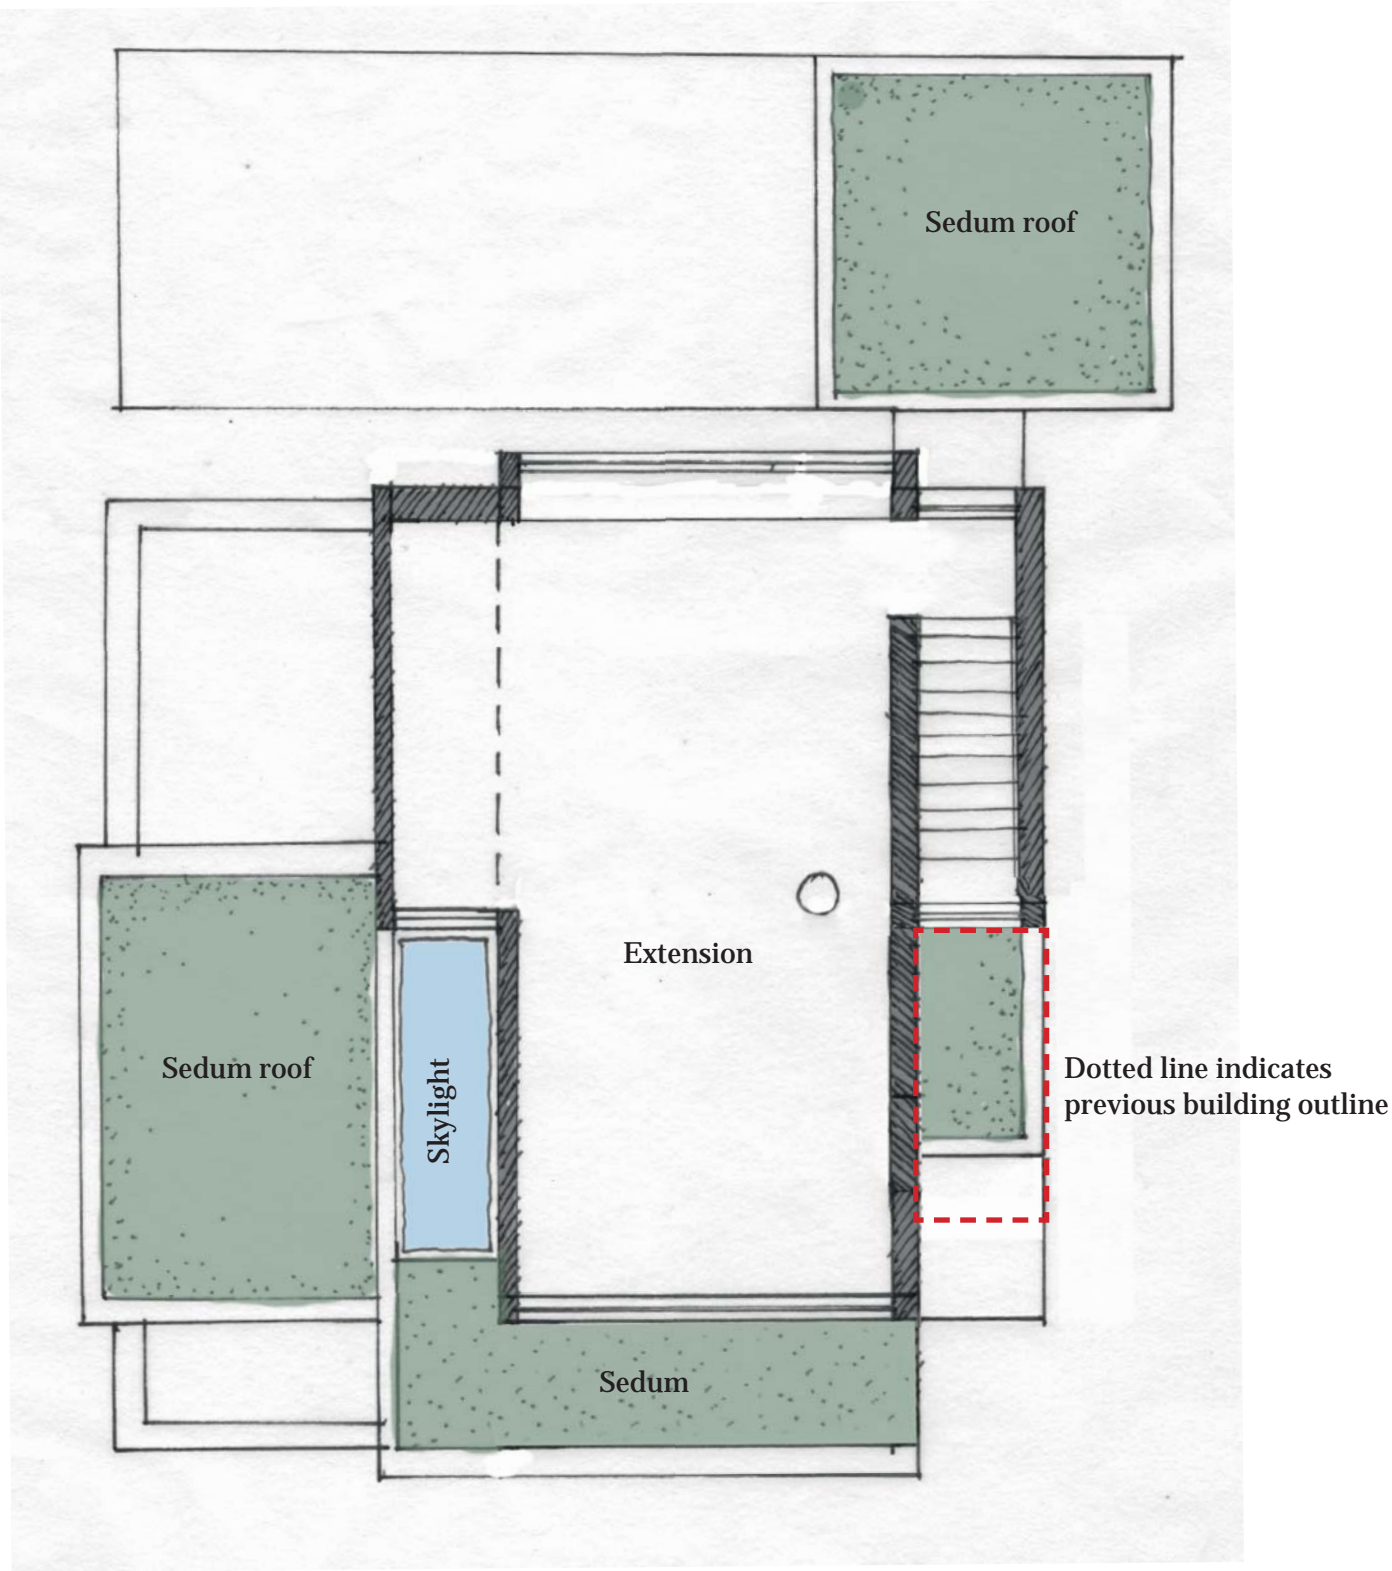 Sedum roof
Extension
Sedum roof
Skylight
Dotted line indicates
previous building outline
Sedum